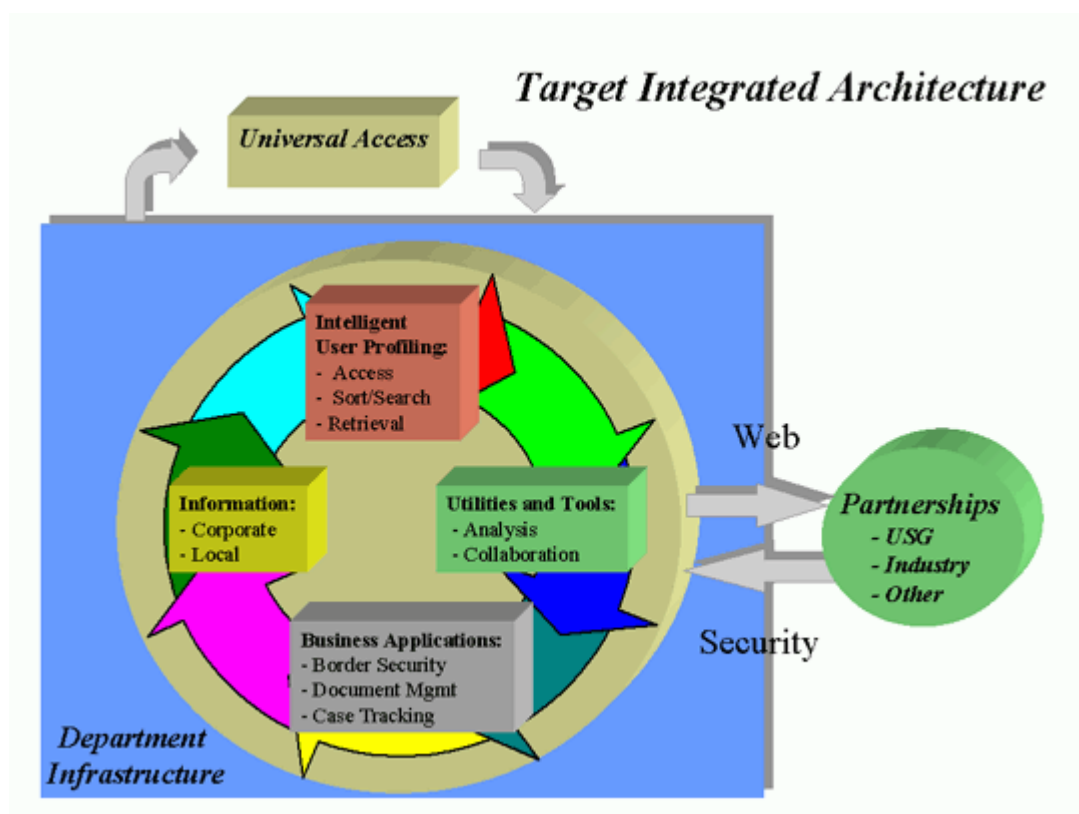 Target Integrated Architecture
Universal Access
Intelligent
User Profiling:
- Access
- Sort/Search
- Retrieval
Information:
- Corporate
- Local
Utilities and Tools:
- Analysis
- Collaboration
Business Applications:
- Border Security
- Document Mgmt
- Case Tracking
Web
Security
Partnerships
- USG
- Industry
- Other
Department
Infrastructure